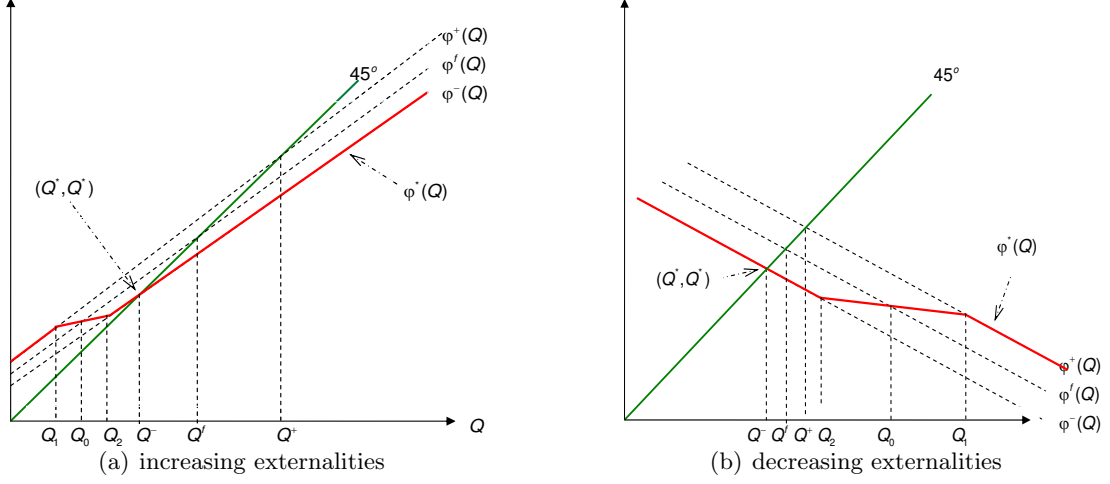 φ⁺(Q)
φᶠ(Q)
45°
φ⁻(Q)
(Q*,Q*)
φ*(Q)
Q₁ Q₀ Q₂ Q⁻ Qᶠ Q⁺ Q
(a) increasing externalities
45°
φ*(Q)
(Q*,Q*)
φ⁺(Q)
φᶠ(Q)
φ⁻(Q)
Q⁻ Qᶠ Q⁺ Q₂ Q₀ Q₁
(b) decreasing externalities